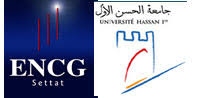 ENCG
Settat
جامعة الحسن الأول
UNIVERSITÉ HASSAN 1er